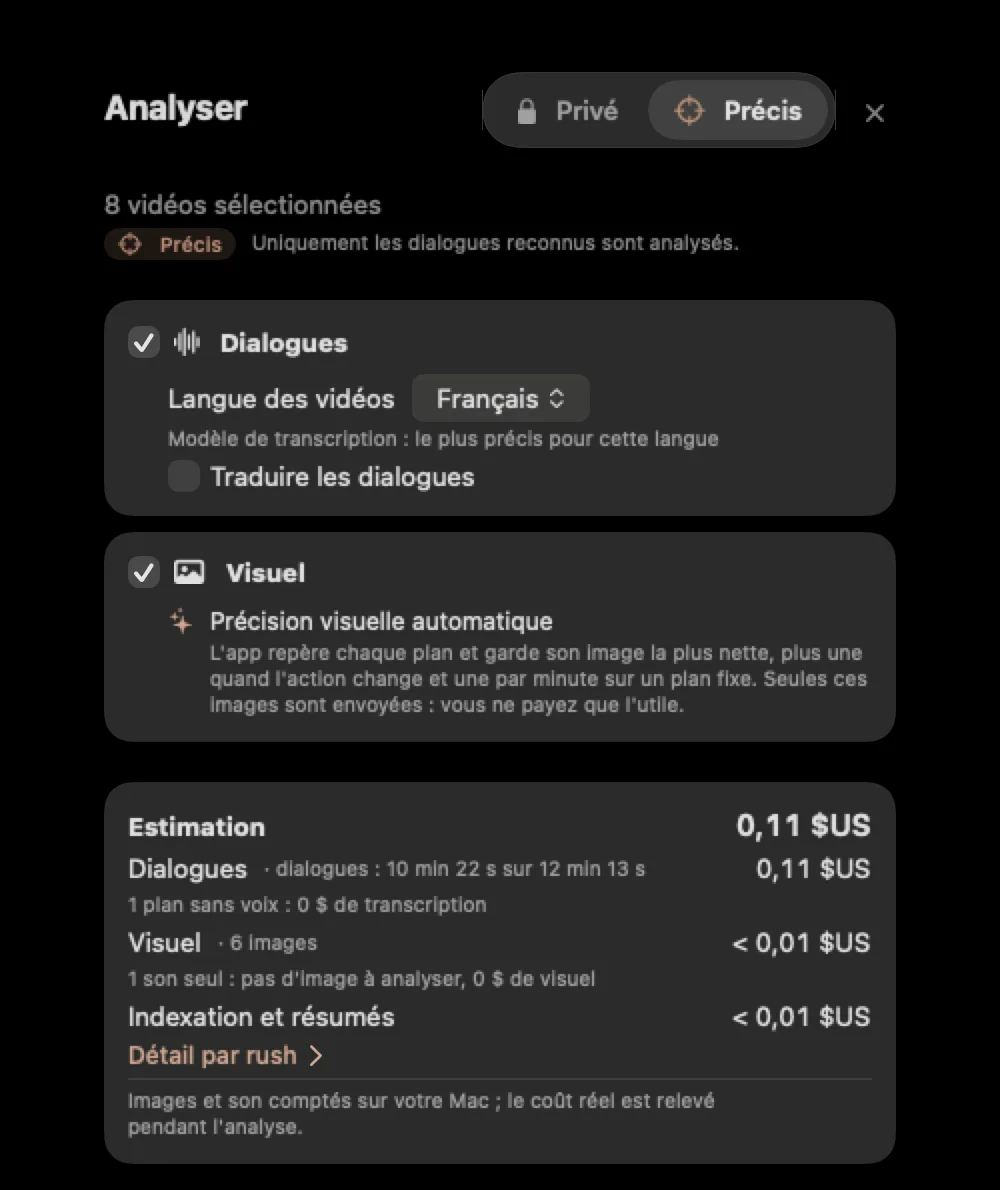 Analyser
Privé
Précis
8 vidéos sélectionnées
Précis
Uniquement les dialogues reconnus sont analysés.
Dialogues
Langue des vidéos
Français
Modèle de transcription : le plus précis pour cette langue
Traduire les dialogues
Visuel
Précision visuelle automatique
L'app repère chaque plan et garde son image la plus nette, plus une
quand l'action change et une par minute sur un plan fixe. Seules ces
images sont envoyées : vous ne payez que l'utile.
Estimation 0,11 $US
Dialogues · dialogues : 10 min 22 s sur 12 min 13 s 0,11 $US
1 plan sans voix : 0 $ de transcription
Visuel · 6 images < 0,01 $US
1 son seul : pas d'image à analyser, 0 $ de visuel
Indexation et résumés < 0,01 $US
Détail par rush >
Images et son comptés sur votre Mac ; le coût réel est relevé
pendant l'analyse.